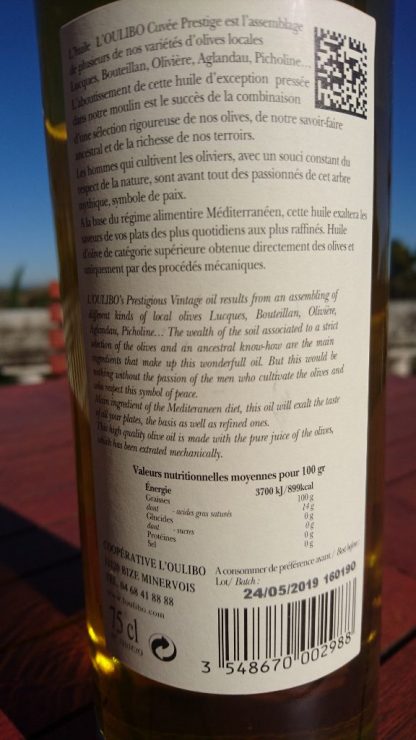 L'huile L'OULIBO Cuvée Prestige est l'assemblage
de plusieurs de nos variétés d'olives locales
Lucques, Bouteillan, Olivière, Aglandau, Picholine...
L'aboutissement de cette huile d'exception pressée
dans notre moulin est le succès de la combinaison
d'une sélection rigoureuse de nos olives, de notre savoir-faire
ancestral et de la richesse de nos terroirs.
Les hommes qui cultivent les oliviers, avec un souci constant du
respect de la nature, sont avant tout des passionnés de cet arbre
mythique, symbole de paix.
A la base du régime alimentire Méditerranéen, cette huile exaltera les
saveurs de vos plats des plus quotidiens aux plus raffinés. Huile
d'olive de catégorie supérieure obtenue directement des olives et
uniquement par des procédés mécaniques.
L'OULIBO's Prestigious Vintage oil results from an assembling of
different kinds of local olives Lucques, Bouteillan, Olivière,
Aglandau, Picholine... The wealth of the soil associated to a strict
selection of the olives and an ancestral know-how are the main
ingredients that make up this wonderfull oil. But this would be
nothing without the passion of the men who cultivate the olives and
who respect this symbol of peace.
Main ingredient of the Mediteraneen diet, this oil will exalt the taste
of all your plates, the basis as well as refined ones.
This high quality olive oil is made with the pure juice of the olives,
which has been extrated mechanically.
Valeurs nutritionnelles moyennes pour 100 gr
Énergie 3700 kJ/899kcal
Graisses 100 g
dont - acides gras saturés 14 g
Glucides 0 g
dont - sucres 0 g
Protéines 0 g
Sel 0 g
COOPÉRATIVE L'OULIBO
BIZE MINERVOIS
TEL 04 68 41 88 88
www.loulibo.com
75 cl
A consommer de préférence avant / Best before :
Lot / Batch :
24/05/2019 160190
3 548670 002988